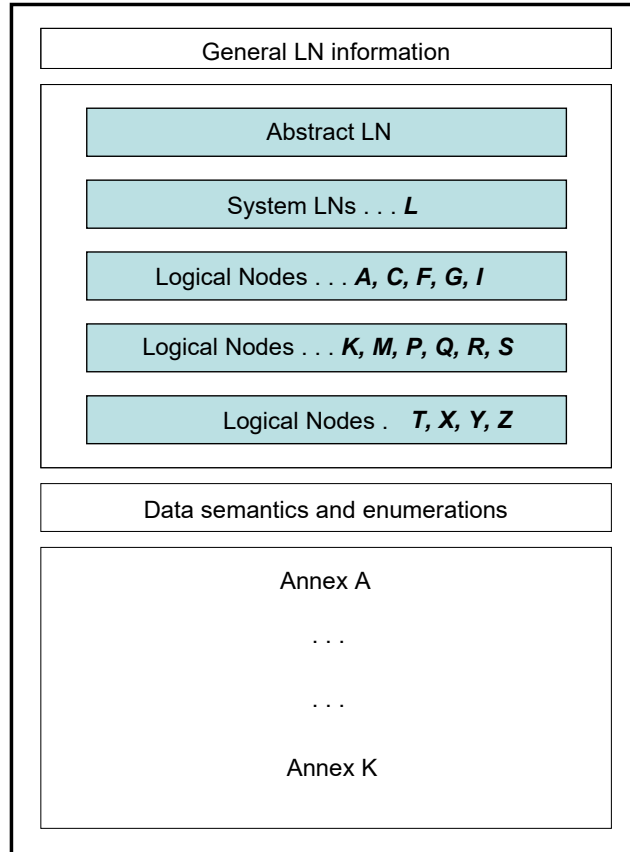 General LN information
Abstract LN
System LNs . . . L
Logical Nodes . . . A, C, F, G, I
Logical Nodes . . . K, M, P, Q, R, S
Logical Nodes . T, X, Y, Z
Data semantics and enumerations
Annex A
. . .
. . .
Annex K